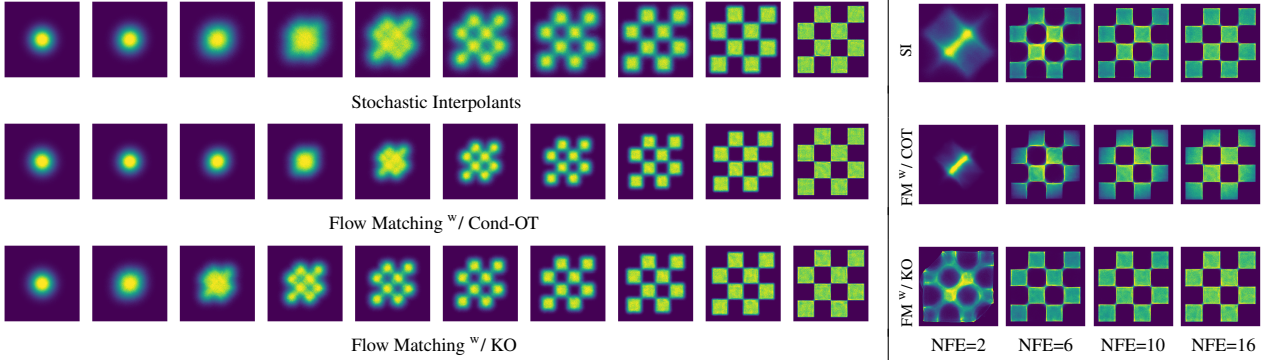 Stochastic Interpolants
Flow Matching w/ Cond-OT
Flow Matching w/ KO
SI
FM w/ COT
FM w/ KO
NFE=2 NFE=6 NFE=10 NFE=16